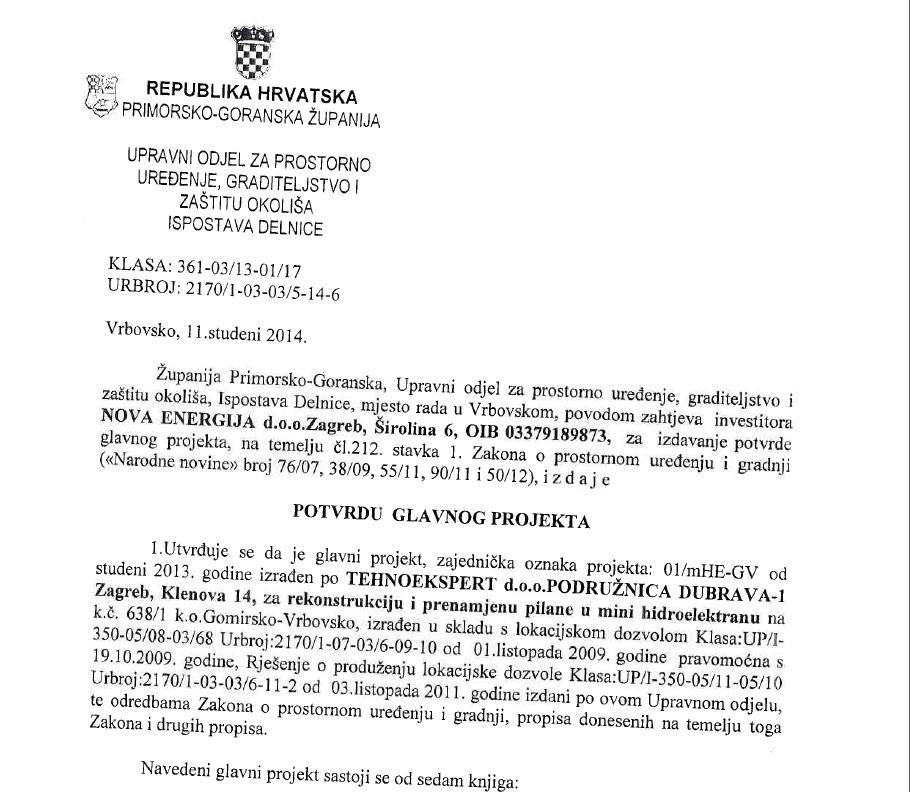 REPUBLIKA HRVATSKA
PRIMORSKO-GORANSKA ŽUPANIJA
UPRAVNI ODJEL ZA PROSTORNO
UREĐENJE, GRADITELJSTVO I
ZAŠTITU OKOLIŠA
ISPOSTAVA DELNICE
KLASA: 361-03/13-01/17
URBROJ: 2170/1-03-03/5-14-6
Vrbovsko, 11.studeni 2014.
Županija Primorsko-Goranska, Upravni odjel za prostorno uređenje, graditeljstvo i
zaštitu okoliša, Ispostava Delnice, mjesto rada u Vrbovskom, povodom zahtjeva investitora
NOVA ENERGIJA d.o.o.Zagreb, Širolina 6, OIB 03379189873, za izdavanje potvrde
glavnog projekta, na temelju čl.212. stavka 1. Zakona o prostornom uređenju i gradnji
(«Narodne novine» broj 76/07, 38/09, 55/11, 90/11 i 50/12), i z d a j e
POTVRDU GLAVNOG PROJEKTA
1.Utvrđuje se da je glavni projekt, zajednička oznaka projekta: 01/mHE-GV od
studeni 2013. godine izrađen po TEHNOEKSPERT d.o.o.PODRUŽNICA DUBRAVA-1
Zagreb, Klenova 14, za rekonstrukciju i prenamjenu pilane u mini hidroelektranu na
k.č. 638/1 k.o.Gomirsko-Vrbovsko, izrađen u skladu s lokacijskom dozvolom Klasa:UP/I-
350-05/08-03/68 Urbroj:2170/1-07-03/6-09-10 od 01.listopada 2009. godine pravomoćna s
19.10.2009. godine, Rješenje o produženju lokacijske dozvole Klasa:UP/I-350-05/11-05/10
Urbroj:2170/1-03-03/6-11-2 od 03.listopada 2011. godine izdani po ovom Upravnom odjelu,
te odredbama Zakona o prostornom uređenju i gradnji, propisa donesenih na temelju toga
Zakona i drugih propisa.
Navedeni glavni projekt sastoji se od sedam knjiga: